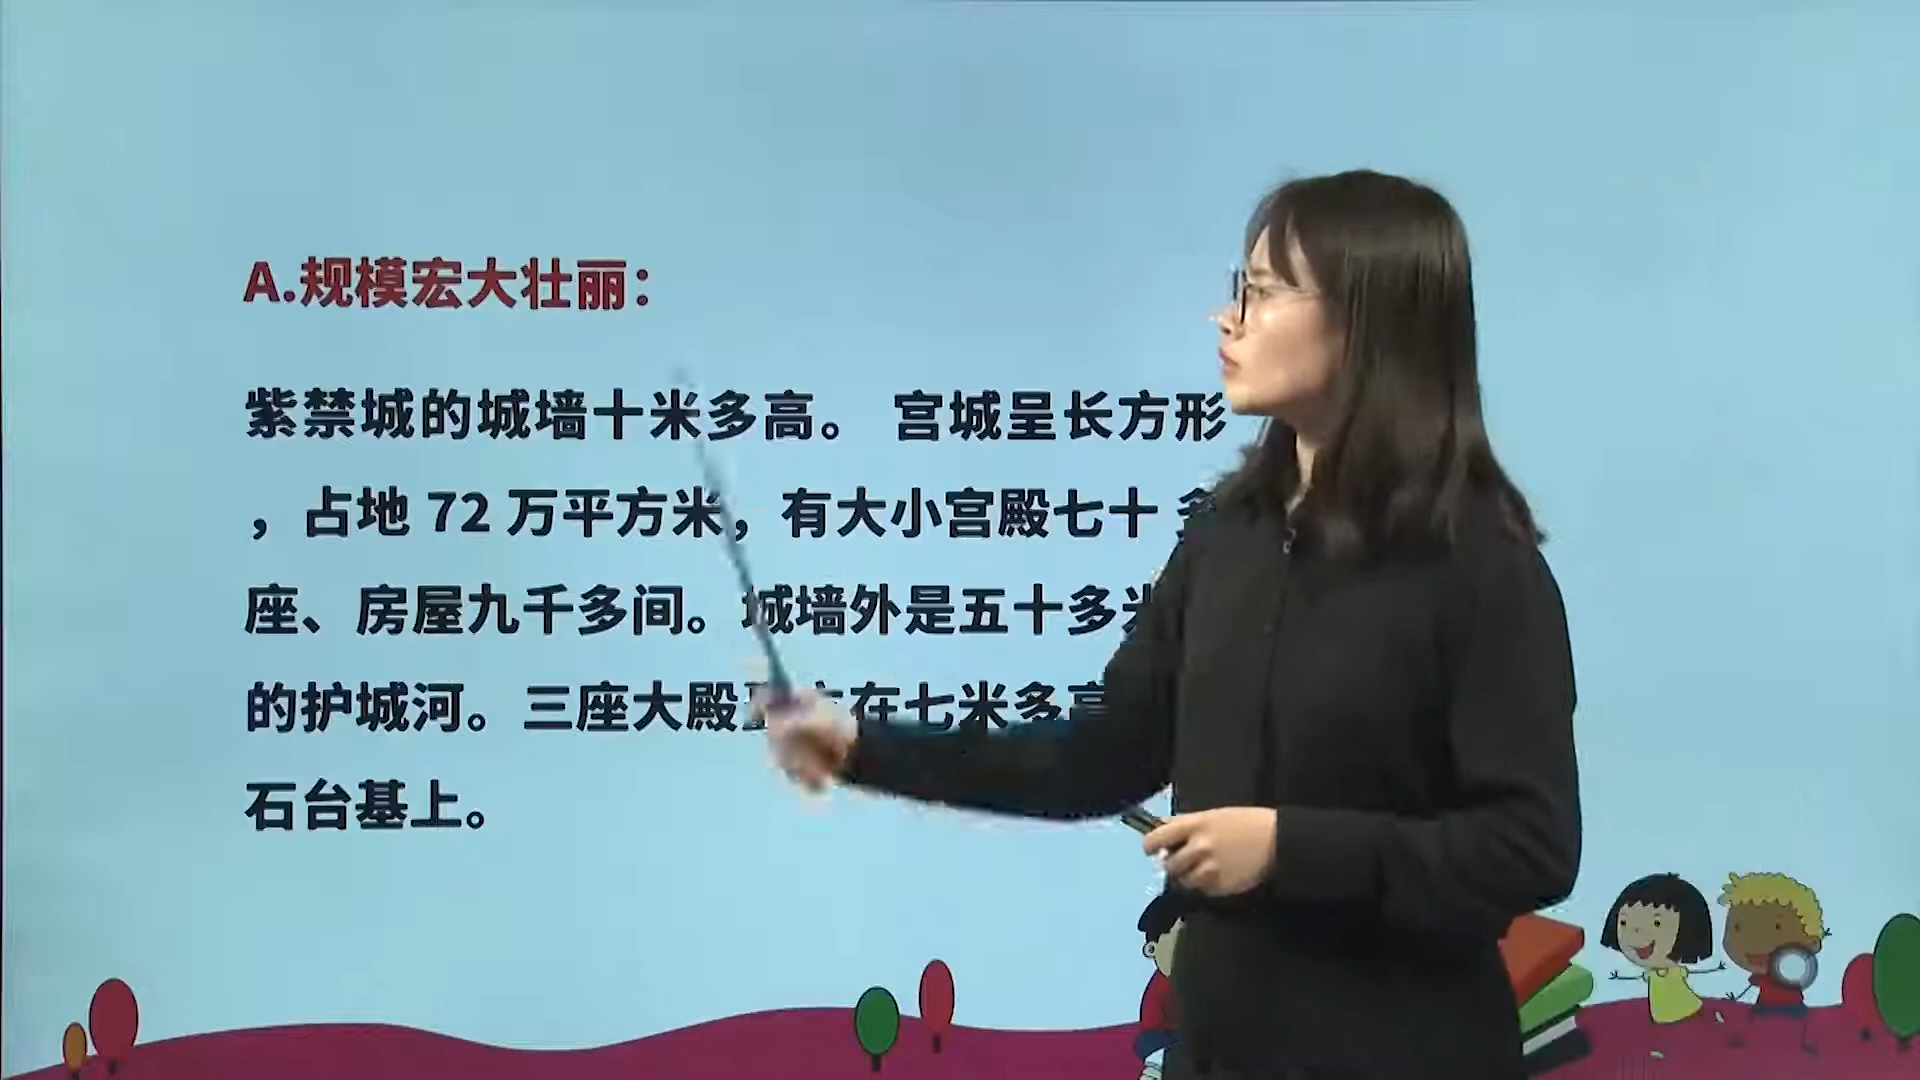 A.规模宏大壮丽：
紫禁城的城墙十米多高。 宫城呈长方形
，占地 72 万平方米，有大小宫殿七十
座、房屋九千多间。城墙外是五十多米
的护城河。三座大殿 在七米多高
石台基上。